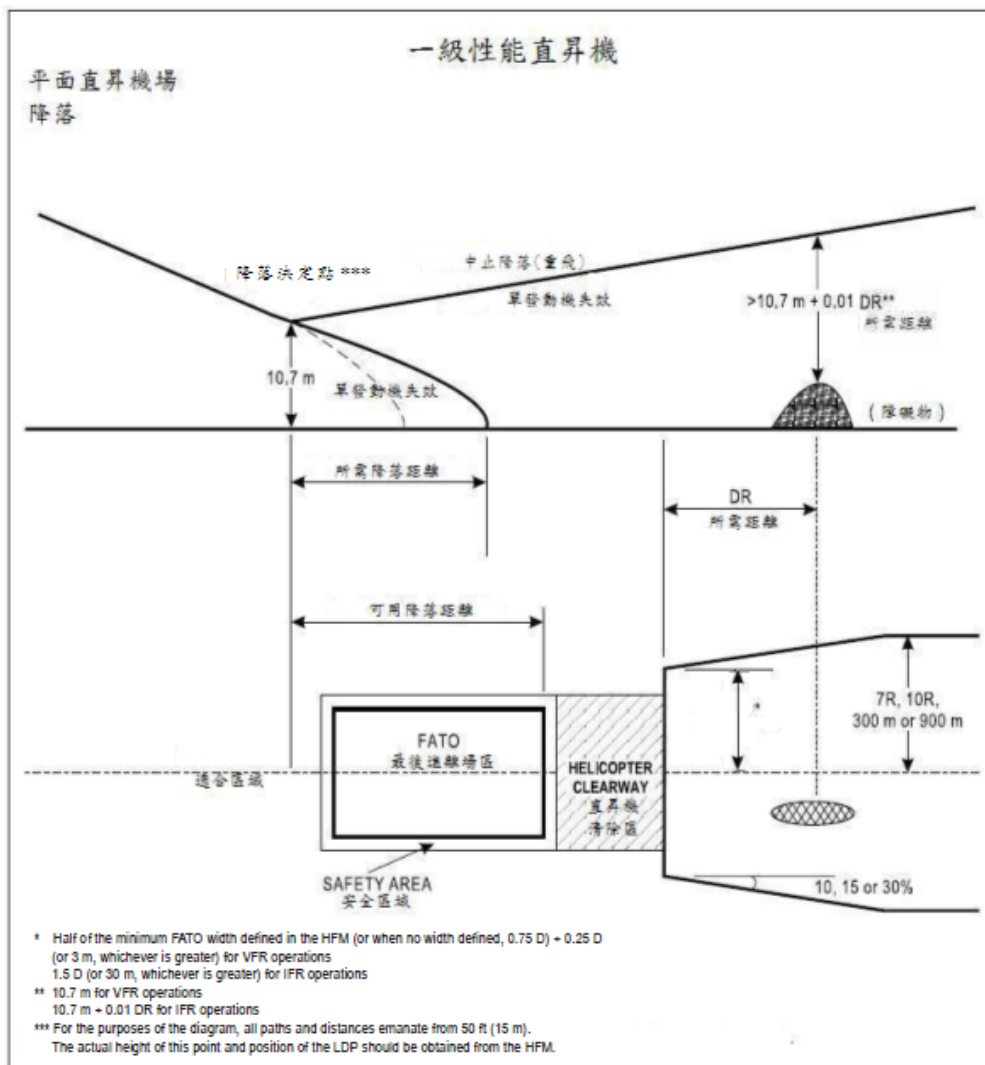 一級性能直昇機
平面直昇機場
降落
降落決定點 ***
中止降落(重飛)
單發動機失效
>10,7 m + 0,01 DR**
所需距離
10,7 m
單發動機失效
(障礙物)
所需降落距離
DR
所需距離
可用降落距離
*
7R, 10R,
300 m or 900 m
FATO
最後進離場區
適合區域
HELICOPTER
CLEARWAY
直昇機
清除區
SAFETY AREA
安全區域
10, 15 or 30%
* Half of the minimum FATO width defined in the HFM (or when no width defined, 0.75 D) + 0.25 D
(or 3 m, whichever is greater) for VFR operations
1.5 D (or 30 m, whichever is greater) for IFR operations
** 10.7 m for VFR operations
10.7 m + 0.01 DR for IFR operations
*** For the purposes of the diagram, all paths and distances emanate from 50 ft (15 m).
The actual height of this point and position of the LDP should be obtained from the HFM.